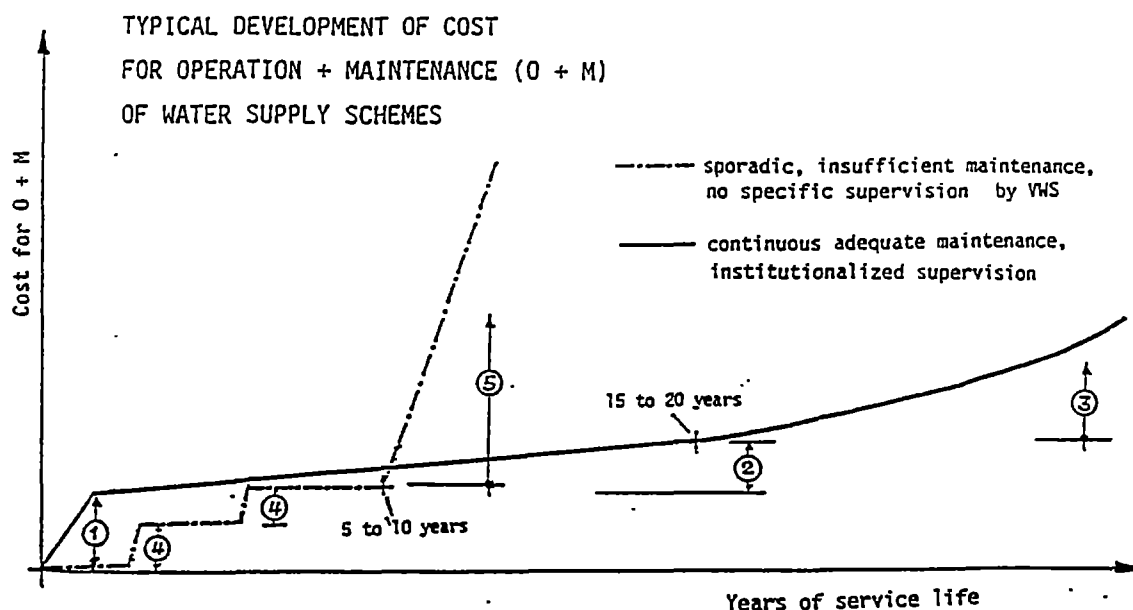 TYPICAL DEVELOPMENT OF COST
FOR OPERATION + MAINTENANCE (O + M)
OF WATER SUPPLY SCHEMES
Cost for O + M
sporadic, insufficient maintenance,
no specific supervision by VWS
continuous adequate maintenance,
institutionalized supervision
5
15 to 20 years
3
2
4
5 to 10 years
1
4
Years of service life